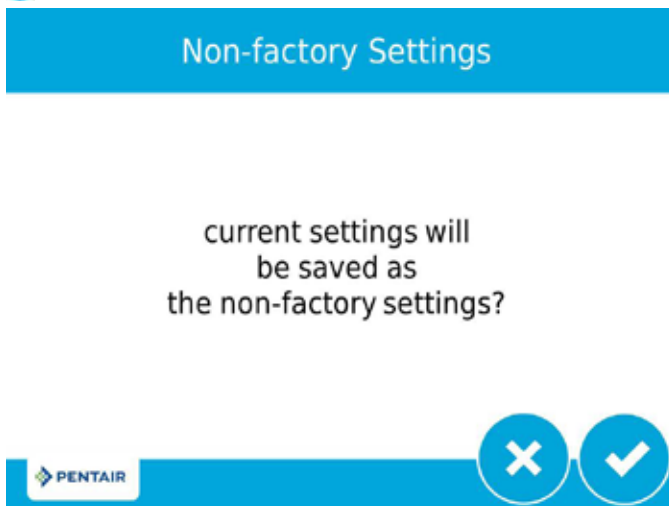 Non-factory Settings
current settings will
be saved as
the non-factory settings?
PENTAIR